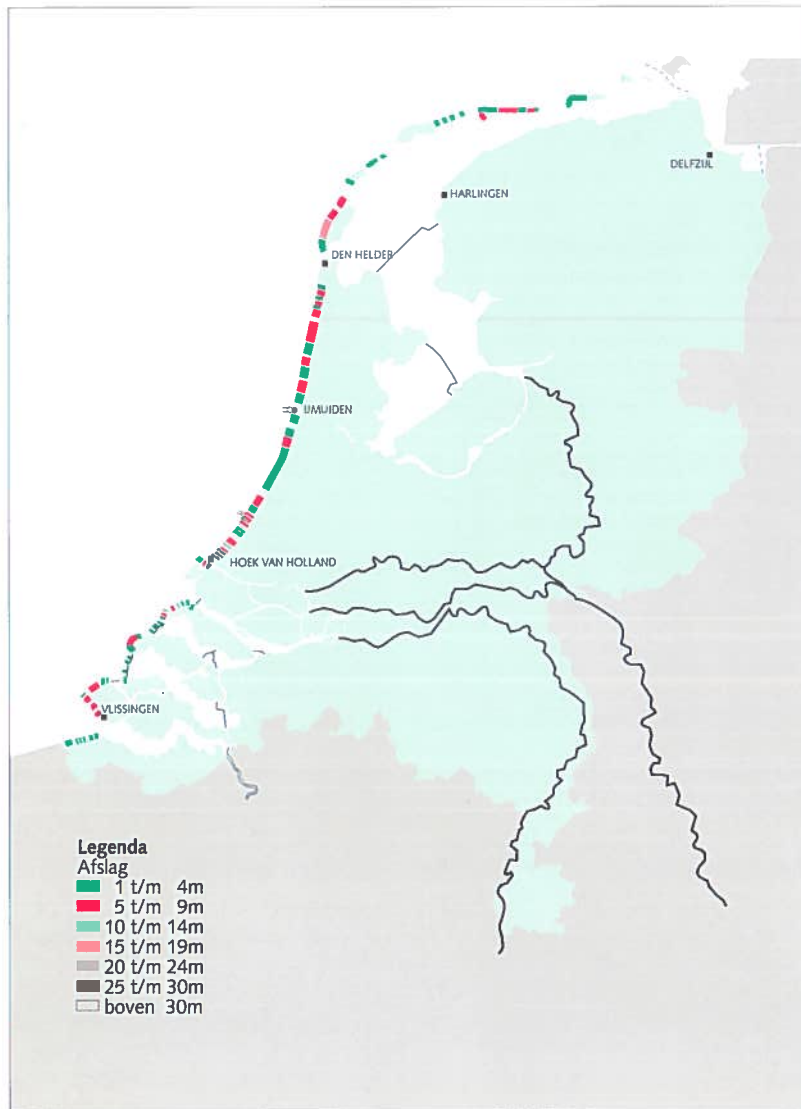 DELFZIJL
HARLINGEN
DEN HELDER
IJMUIDEN
HOEK VAN HOLLAND
VLISSINGEN
Legenda
Afslag
1 t/m 4m
5 t/m 9m
10 t/m 14m
15 t/m 19m
20 t/m 24m
25 t/m 30m
boven 30m